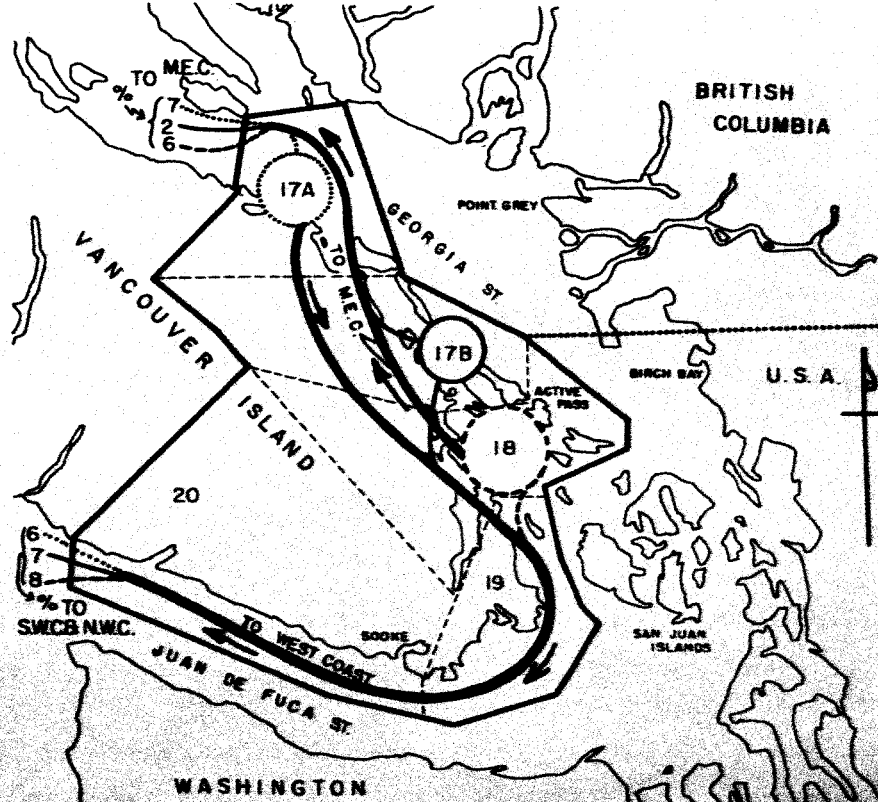 TO M.E.C.
%
7
2
6
BRITISH
COLUMBIA
17A
POINT GREY
GEORGIA ST.
VANCOUVER
ISLAND
TO M.E.C.
17B
BIRCH BAY
U. S. A.
ACTIVE
PASS
18
20
6
7
8
% TO
S.W.C. & N.W.C.
19
SOOKE
TO WEST COAST
SAN JUAN
ISLANDS
JUAN DE FUCA ST.
WASHINGTON